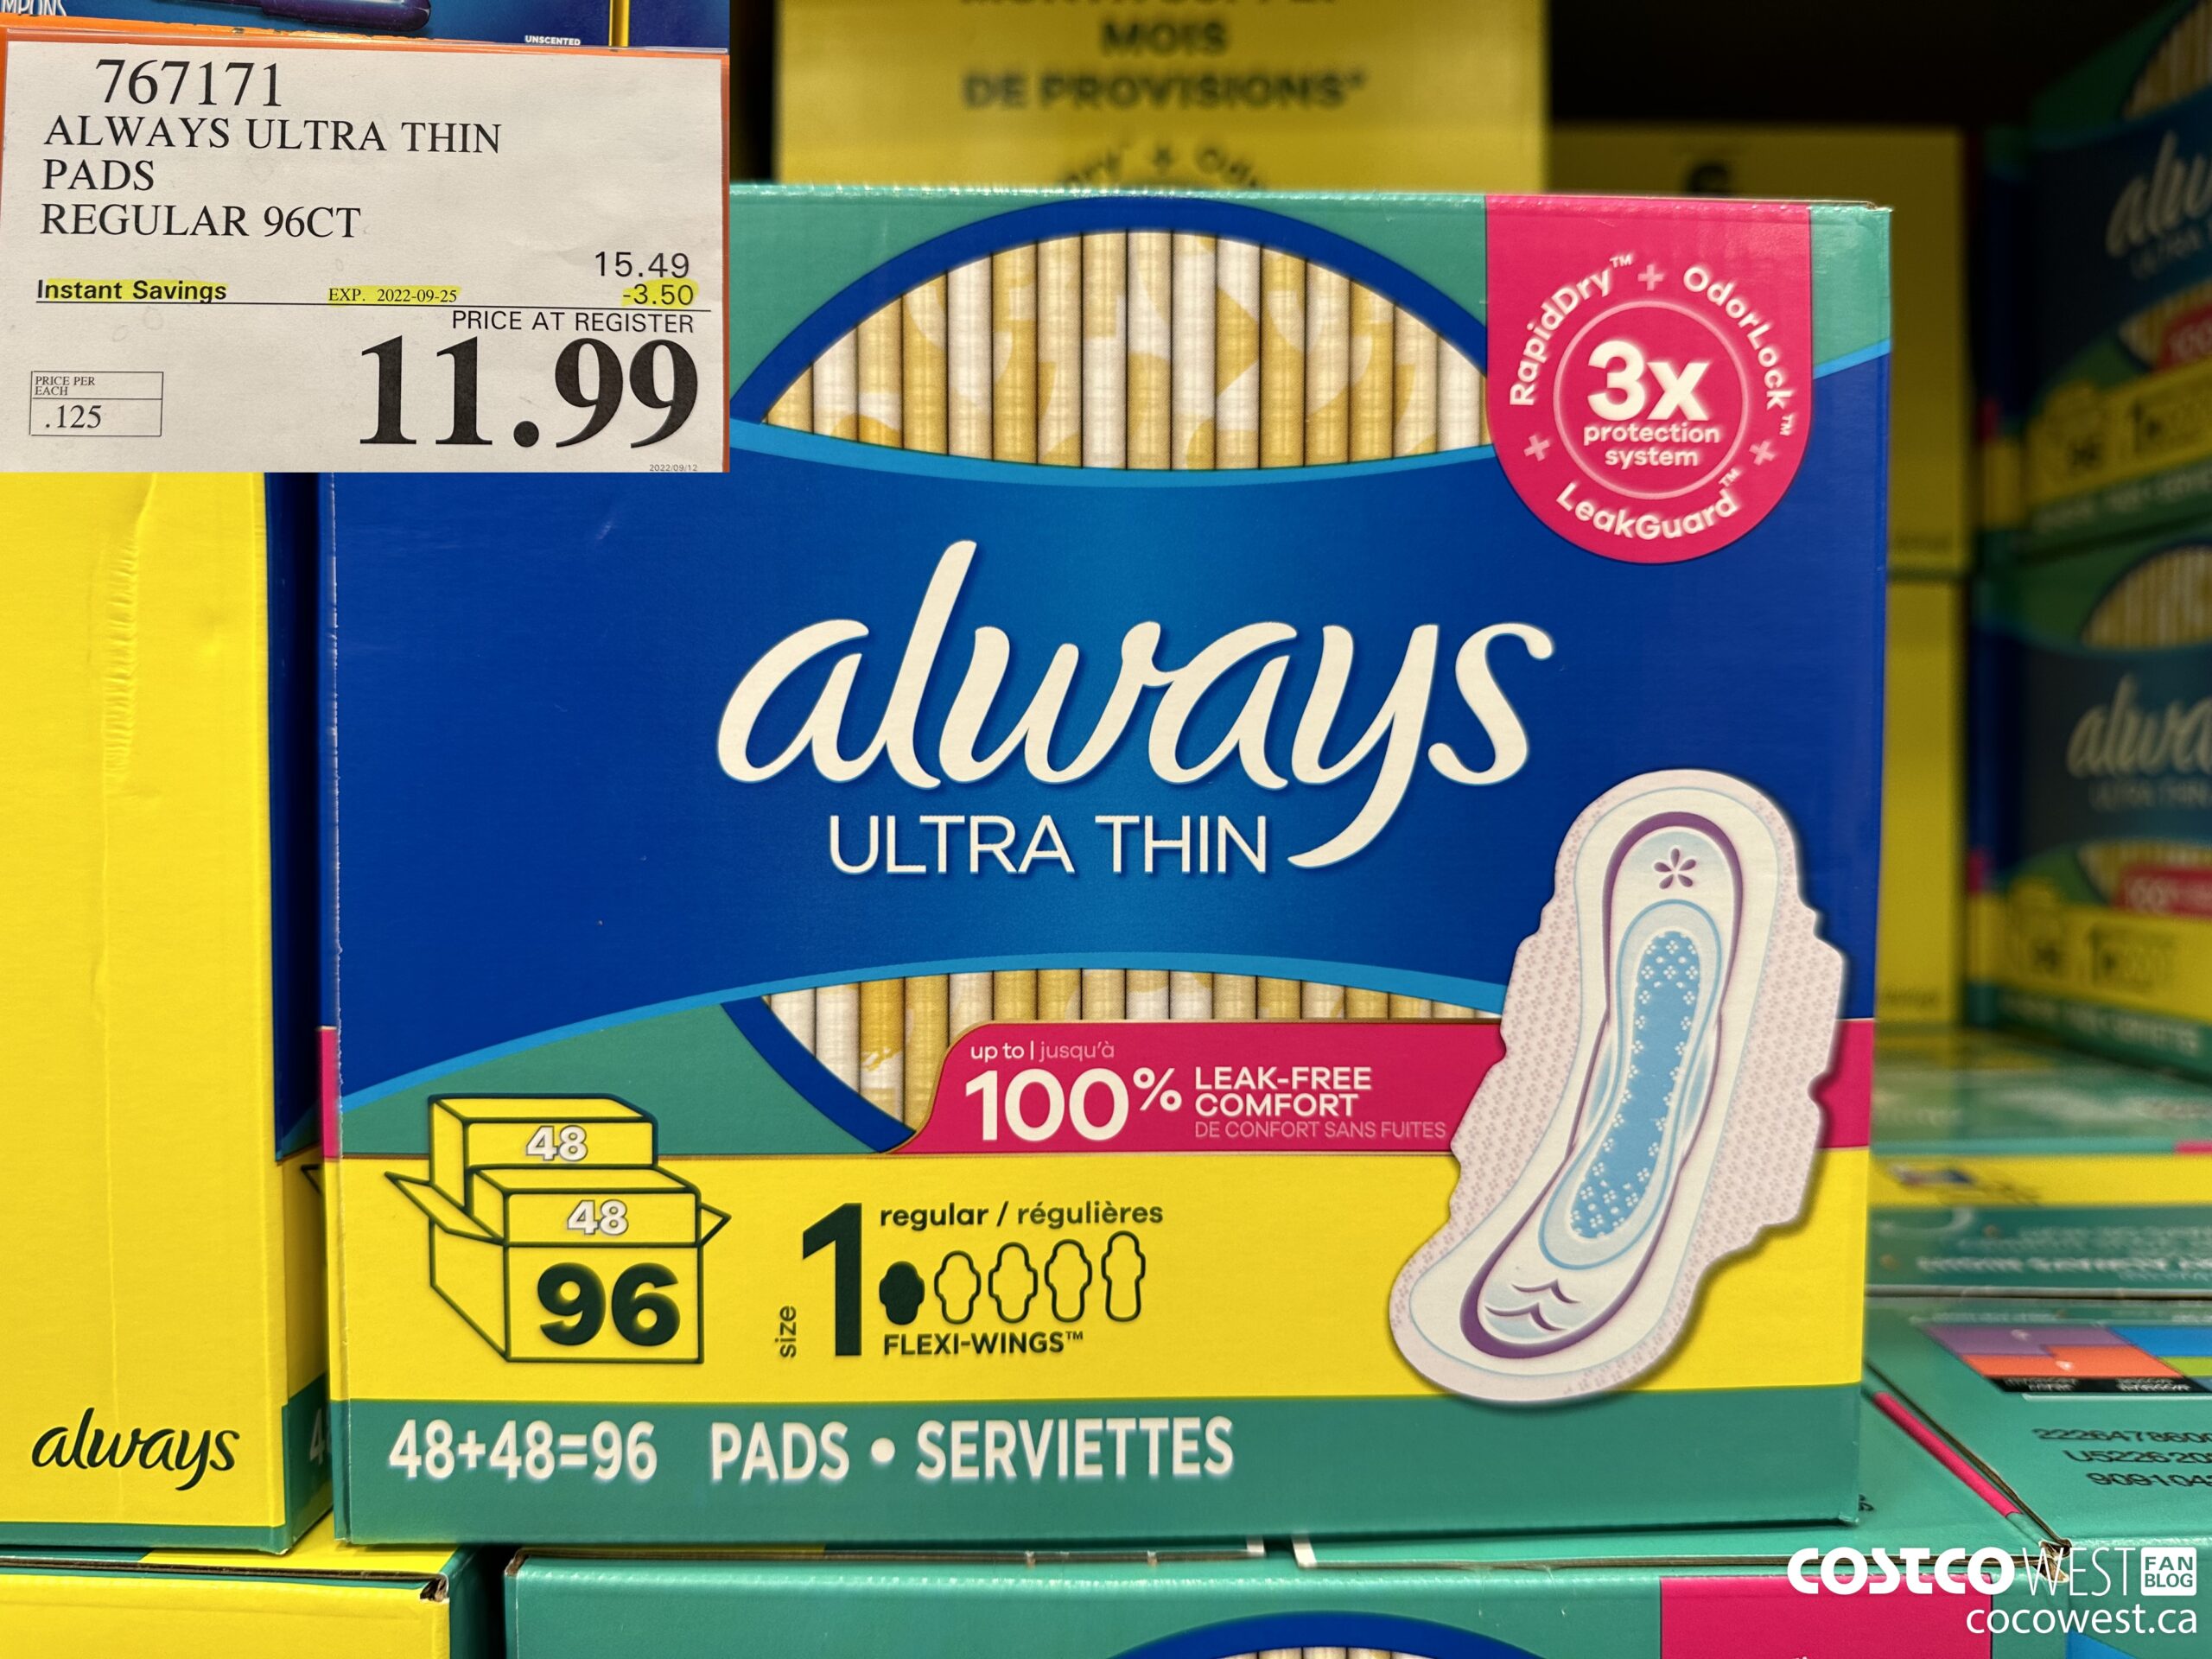 UNSCENTED
767171
ALWAYS ULTRA THIN
PADS
REGULAR 96CT
15.49
Instant Savings EXP. 2022-09-25 -3.50
PRICE AT REGISTER
11.99
PRICE PER
EACH
.125
2022/09/12
MOIS
DE PROVISIONS*
RapidDry™ + OdorLock™ + LeakGuard™ +
3x
protection
system
always
ULTRA THIN
up to | jusqu'à
100% LEAK-FREE
COMFORT
DE CONFORT SANS FUITES
48
48
96
size 1
regular / régulières
FLEXI-WINGS™
48+48=96 PADS • SERVIETTES
always
COSTCO WEST FAN
BLOG
cocowest.ca